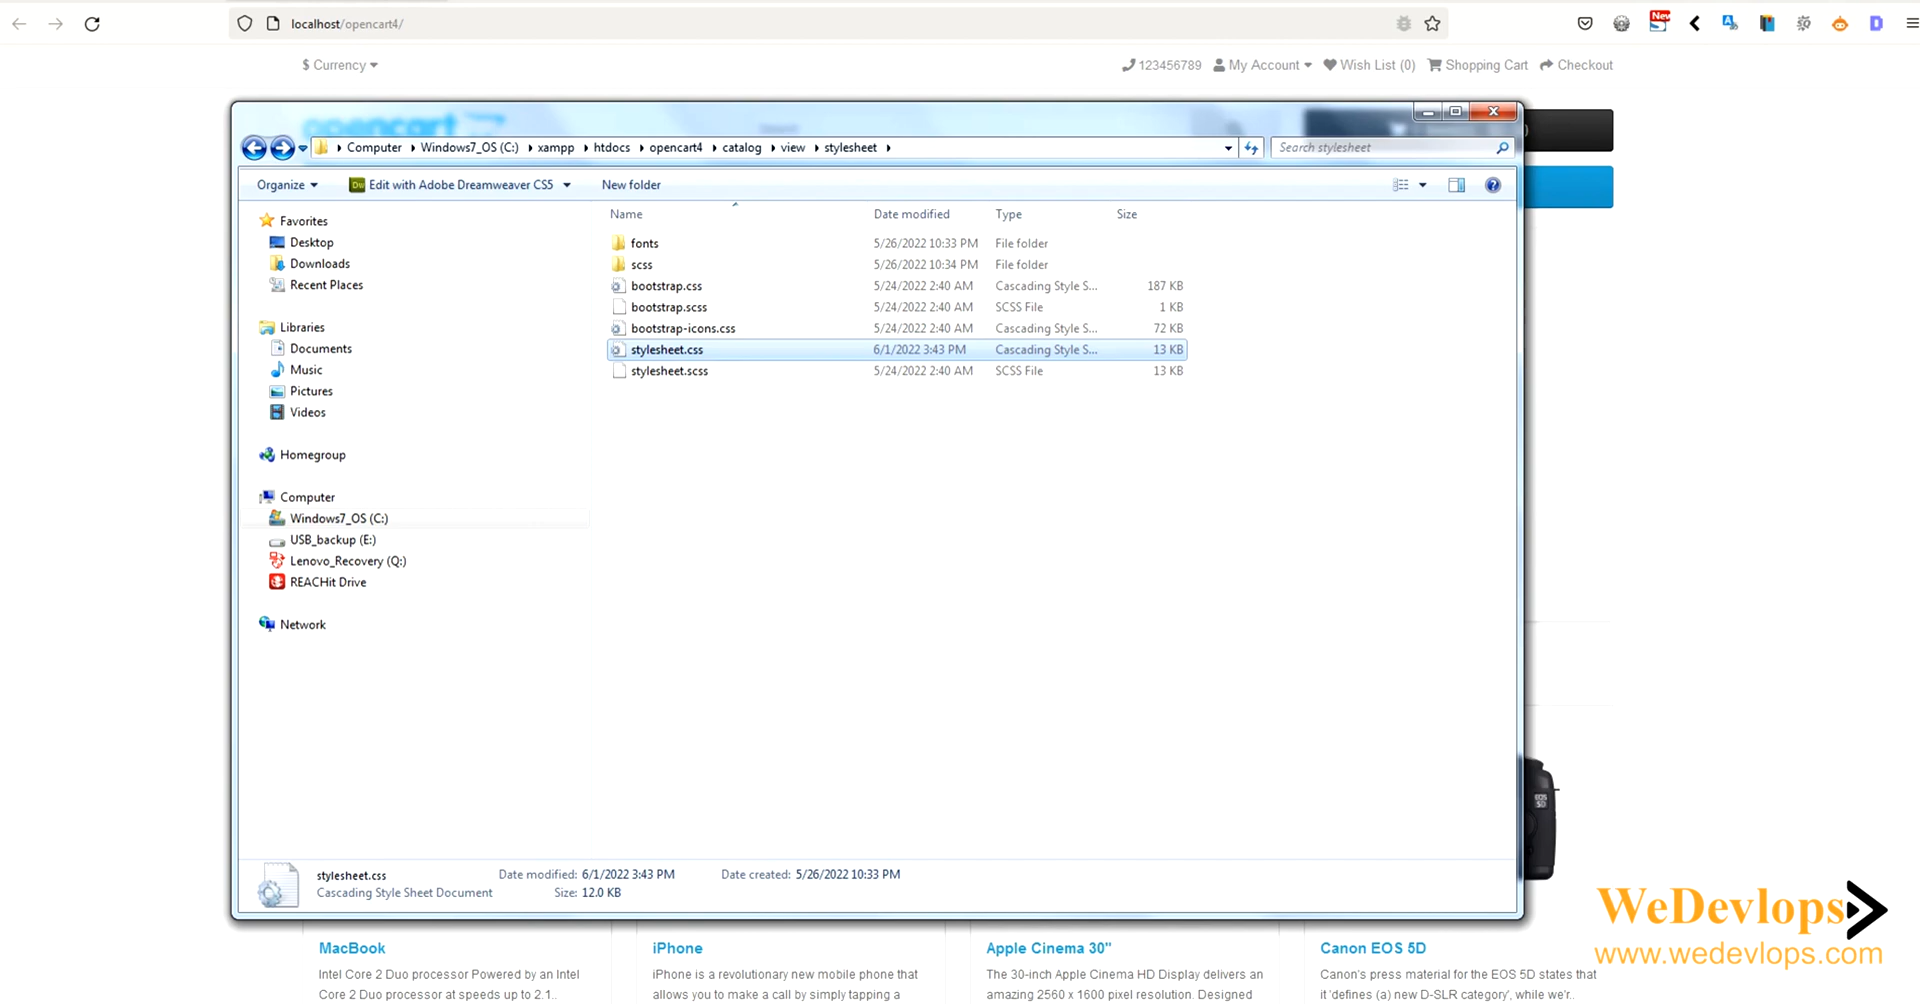 localhost/opencart4/
New
$ Currency
123456789 My Account Wish List (0) Shopping Cart Checkout
opencart
Computer Windows7_OS (C:) xampp htdocs opencart4 catalog view stylesheet
Search stylesheet
Organize Dw Edit with Adobe Dreamweaver CS5 New folder
Name Date modified Type Size
Favorites
Desktop
Downloads
Recent Places
Libraries
Documents
Music
Pictures
Videos
Homegroup
Computer
Windows7_OS (C:)
USB_backup (E:)
Lenovo_Recovery (Q:)
REACHit Drive
Network
fonts 5/26/2022 10:33 PM File folder
scss 5/26/2022 10:34 PM File folder
bootstrap.css 5/24/2022 2:40 AM Cascading Style S... 187 KB
bootstrap.scss 5/24/2022 2:40 AM SCSS File 1 KB
bootstrap-icons.css 5/24/2022 2:40 AM Cascading Style S... 72 KB
stylesheet.css 6/1/2022 3:43 PM Cascading Style S... 13 KB
stylesheet.scss 5/24/2022 2:40 AM SCSS File 13 KB
EOS
5D
stylesheet.css Date modified: 6/1/2022 3:43 PM Date created: 5/26/2022 10:33 PM
Cascading Style Sheet Document Size: 12.0 KB
WeDevlops
www.wedevlops.com
MacBook
Intel Core 2 Duo processor Powered by an Intel
Core 2 Duo processor at speeds up to 2.1..
iPhone
iPhone is a revolutionary new mobile phone that
allows you to make a call by simply tapping a
Apple Cinema 30"
The 30-inch Apple Cinema HD Display delivers an
amazing 2560 x 1600 pixel resolution. Designed
Canon EOS 5D
Canon's press material for the EOS 5D states that
it 'defines (a) new D-SLR category', while we'r..